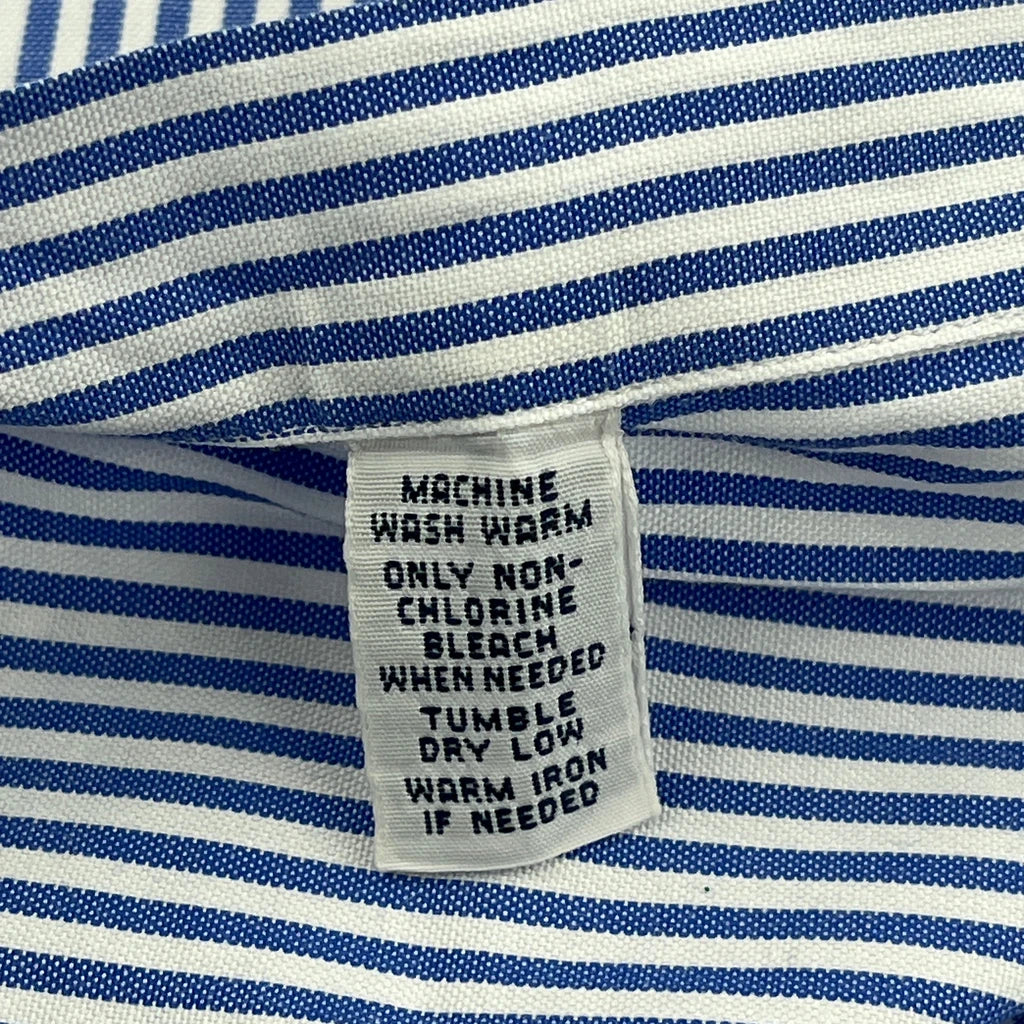 MACHINE
WASH WARM
ONLY NON-
CHLORINE
BLEACH
WHEN NEEDED
TUMBLE
DRY LOW
WARM IRON
IF NEEDED